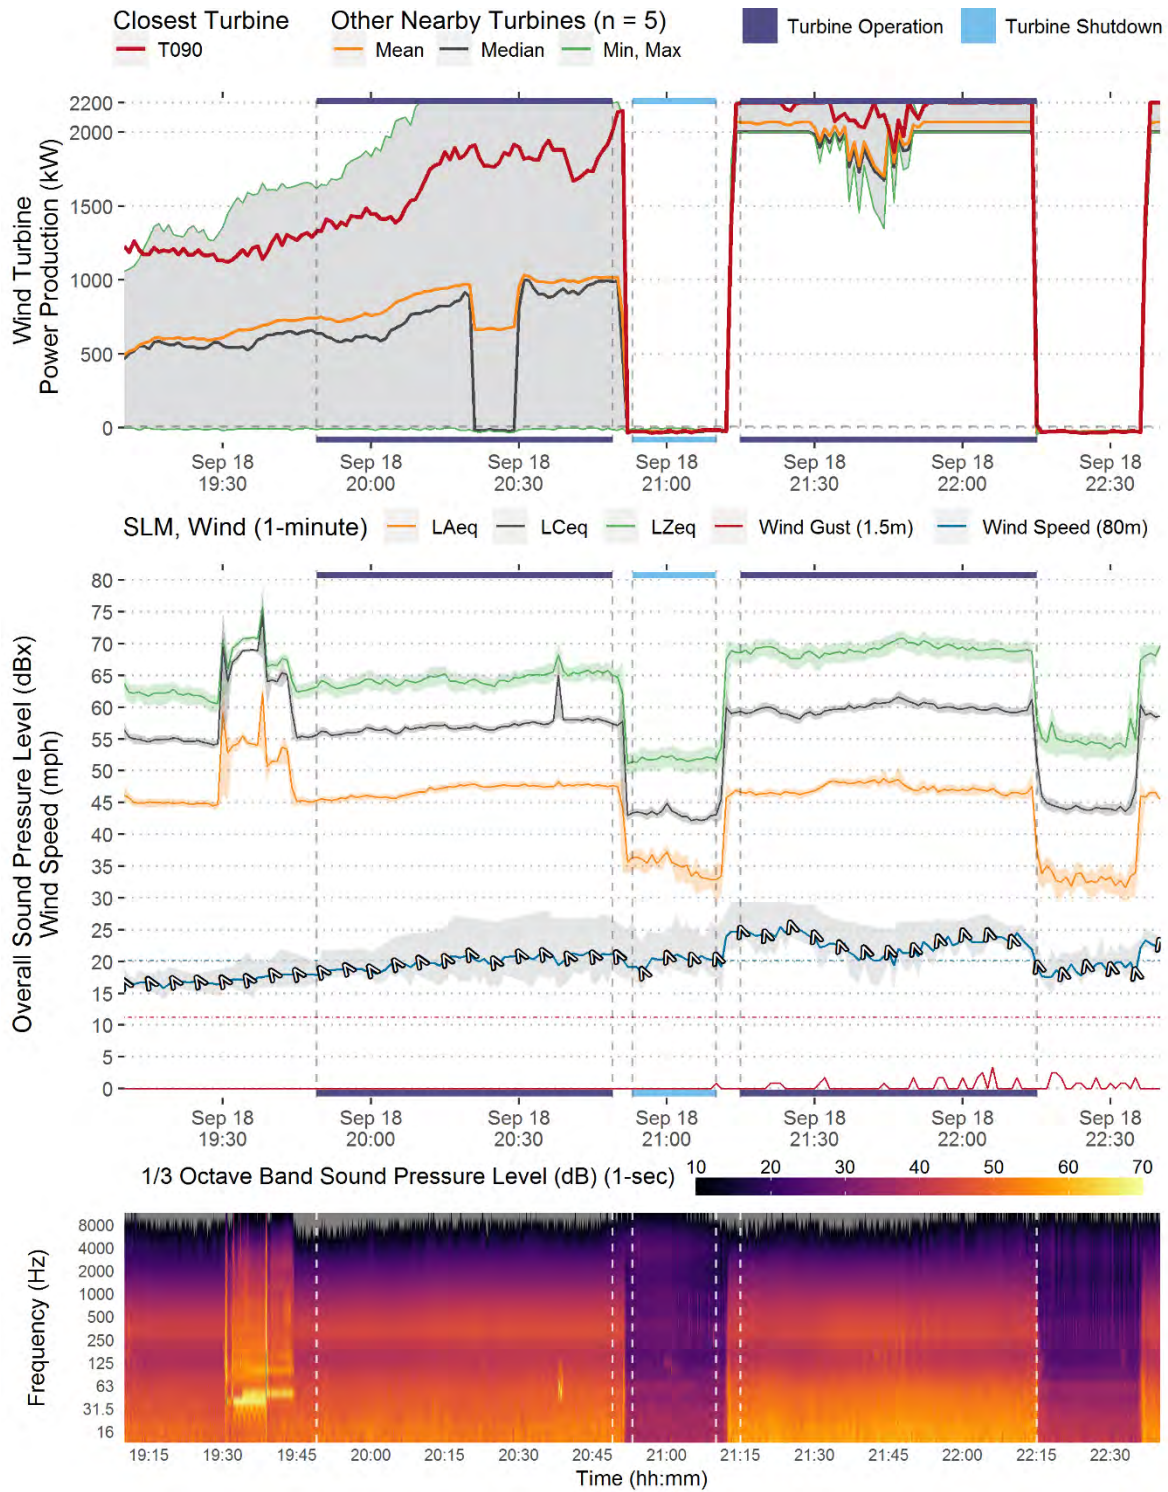 Closest Turbine
Other Nearby Turbines (n = 5)
T090
Mean
Median
Min, Max
Turbine Operation
Turbine Shutdown
Wind Turbine
Power Production (kW)
2200
2000
1500
1000
500
0
Sep 18 Sep 18 Sep 18 Sep 18 Sep 18 Sep 18 Sep 18
19:30 20:00 20:30 21:00 21:30 22:00 22:30
SLM, Wind (1-minute)
LAeq
LCeq
LZeq
Wind Gust (1.5m)
Wind Speed (80m)
Overall Sound Pressure Level (dBx)
Wind Speed (mph)
80
75
70
65
60
55
50
45
40
35
30
25
20
15
10
5
0
Sep 18 Sep 18 Sep 18 Sep 18 Sep 18 Sep 18 Sep 18
19:30 20:00 20:30 21:00 21:30 22:00 22:30
1/3 Octave Band Sound Pressure Level (dB) (1-sec)
10 20 30 40 50 60 70
Frequency (Hz)
8000
4000
2000
1000
500
250
125
63
31.5
16
19:15 19:30 19:45 20:00 20:15 20:30 20:45 21:00 21:15 21:30 21:45 22:00 22:15 22:30
Time (hh:mm)